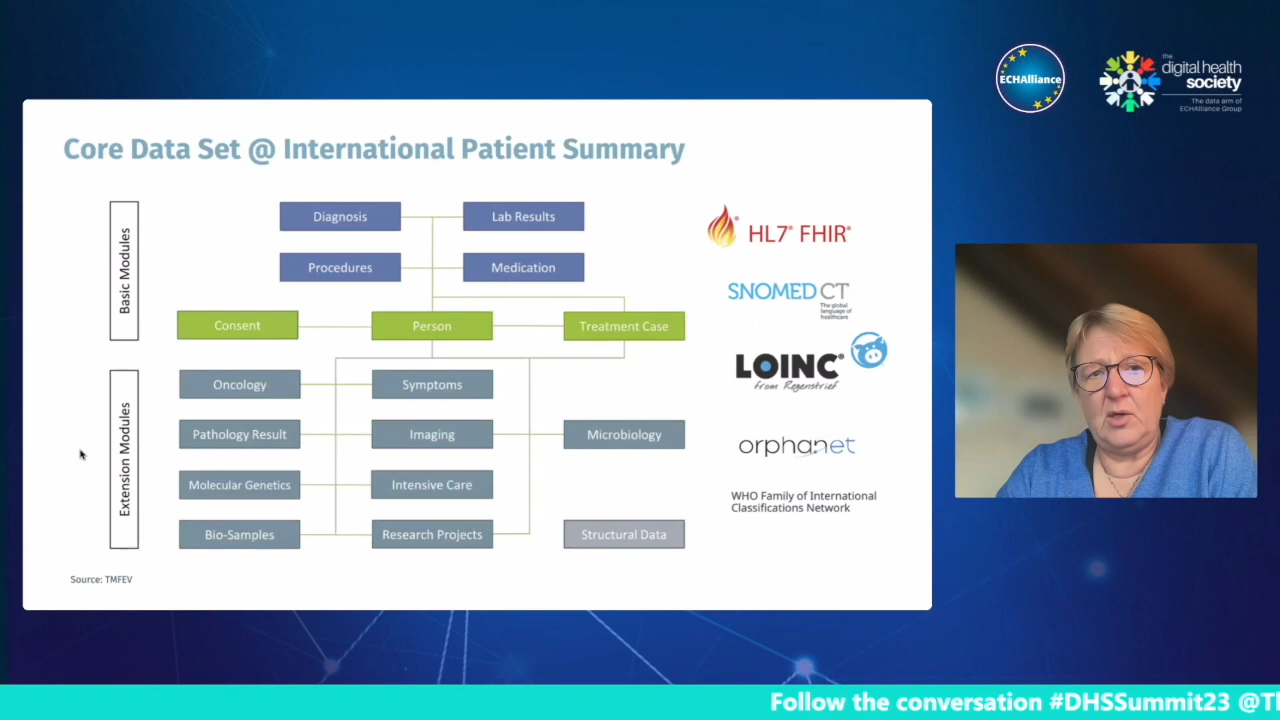 ECHAlliance
the
digital health
society
The data arm of
ECHAlliance Group
Core Data Set @ International Patient Summary
Basic Modules
Diagnosis
Lab Results
Procedures
Medication
Consent
Person
Treatment Case
Extension Modules
Oncology
Symptoms
Pathology Result
Imaging
Microbiology
Molecular Genetics
Intensive Care
Bio-Samples
Research Projects
Structural Data
Source: TMFEV
HL7® FHIR®
SNOMED CT
The global
language of
healthcare
LOINC®
from Regenstrief
orphanet
WHO Family of International
Classifications Network
Follow the conversation #DHSSummit23 @T